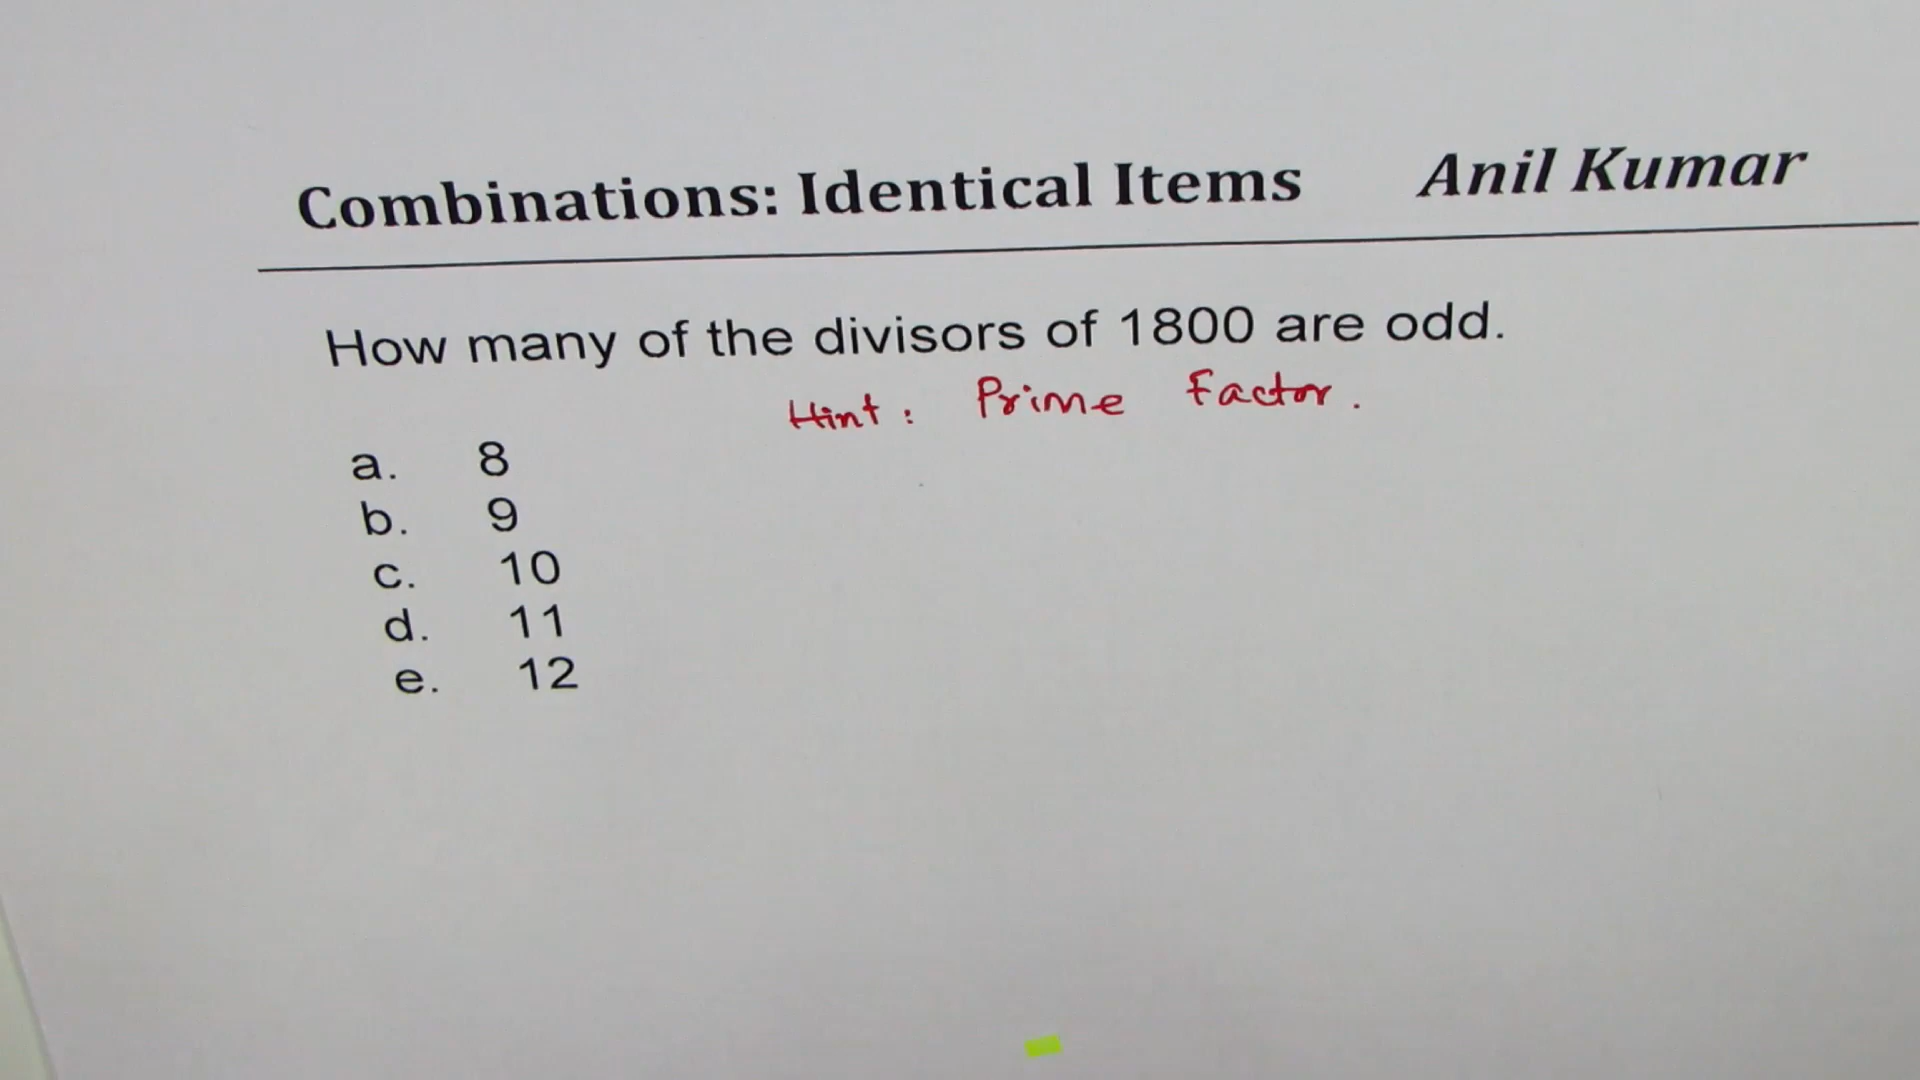 Combinations: Identical Items Anil Kumar
How many of the divisors of 1800 are odd.
Hint: Prime Factor.
a. 8
b. 9
c. 10
d. 11
e. 12